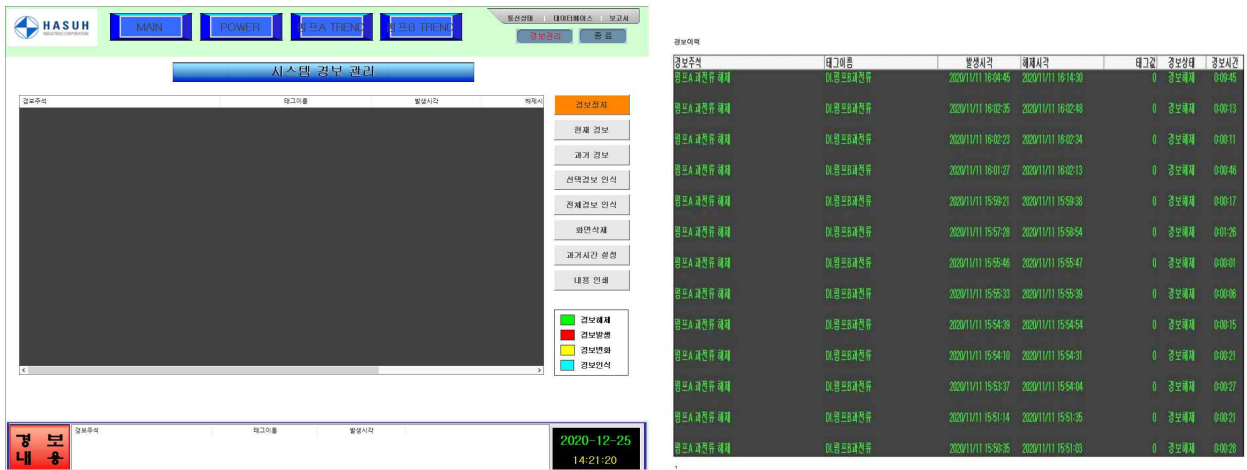 HASUH
MAIN
POWER
펌프A TREND
펌프B TREND
통신상태 데이터베이스 보고서
경보관리 종료
시스템 경보 관리
경보주석 태그이름 발생시각 해제시
경보정지
현재 경보
과거 경보
선택경보 인식
전체경보 인식
화면삭제
과거시간 설정
내용 인쇄
경보해제
경보발생
경보변화
경보인식
경보내용
경보주석 태그이름 발생시각
2020-12-25
14:21:20
경보이력
경보주석 태그이름 발생시각 해제시각 태그값 경보상태 경보시간
펌프A 과전류 해제 DI.펌프B과전류 2020/11/11 16:04:45 2020/11/11 16:14:30 0 경보해제 0:09:45
펌프A 과전류 해제 DI.펌프B과전류 2020/11/11 16:02:35 2020/11/11 16:02:48 0 경보해제 0:00:13
펌프A 과전류 해제 DI.펌프B과전류 2020/11/11 16:02:23 2020/11/11 16:02:34 0 경보해제 0:00:11
펌프A 과전류 해제 DI.펌프B과전류 2020/11/11 16:01:27 2020/11/11 16:02:13 0 경보해제 0:00:46
펌프A 과전류 해제 DI.펌프B과전류 2020/11/11 15:59:21 2020/11/11 15:59:38 0 경보해제 0:00:17
펌프A 과전류 해제 DI.펌프B과전류 2020/11/11 15:57:28 2020/11/11 15:58:54 0 경보해제 0:01:26
펌프A 과전류 해제 DI.펌프B과전류 2020/11/11 15:55:46 2020/11/11 15:55:47 0 경보해제 0:00:01
펌프A 과전류 해제 DI.펌프B과전류 2020/11/11 15:55:33 2020/11/11 15:55:39 0 경보해제 0:00:06
펌프A 과전류 해제 DI.펌프B과전류 2020/11/11 15:54:39 2020/11/11 15:54:54 0 경보해제 0:00:15
펌프A 과전류 해제 DI.펌프B과전류 2020/11/11 15:54:10 2020/11/11 15:54:31 0 경보해제 0:00:21
펌프A 과전류 해제 DI.펌프B과전류 2020/11/11 15:53:37 2020/11/11 15:54:04 0 경보해제 0:00:27
펌프A 과전류 해제 DI.펌프B과전류 2020/11/11 15:51:14 2020/11/11 15:51:35 0 경보해제 0:00:21
펌프A 과전류 해제 DI.펌프B과전류 2020/11/11 15:50:35 2020/11/11 15:51:03 0 경보해제 0:00:28